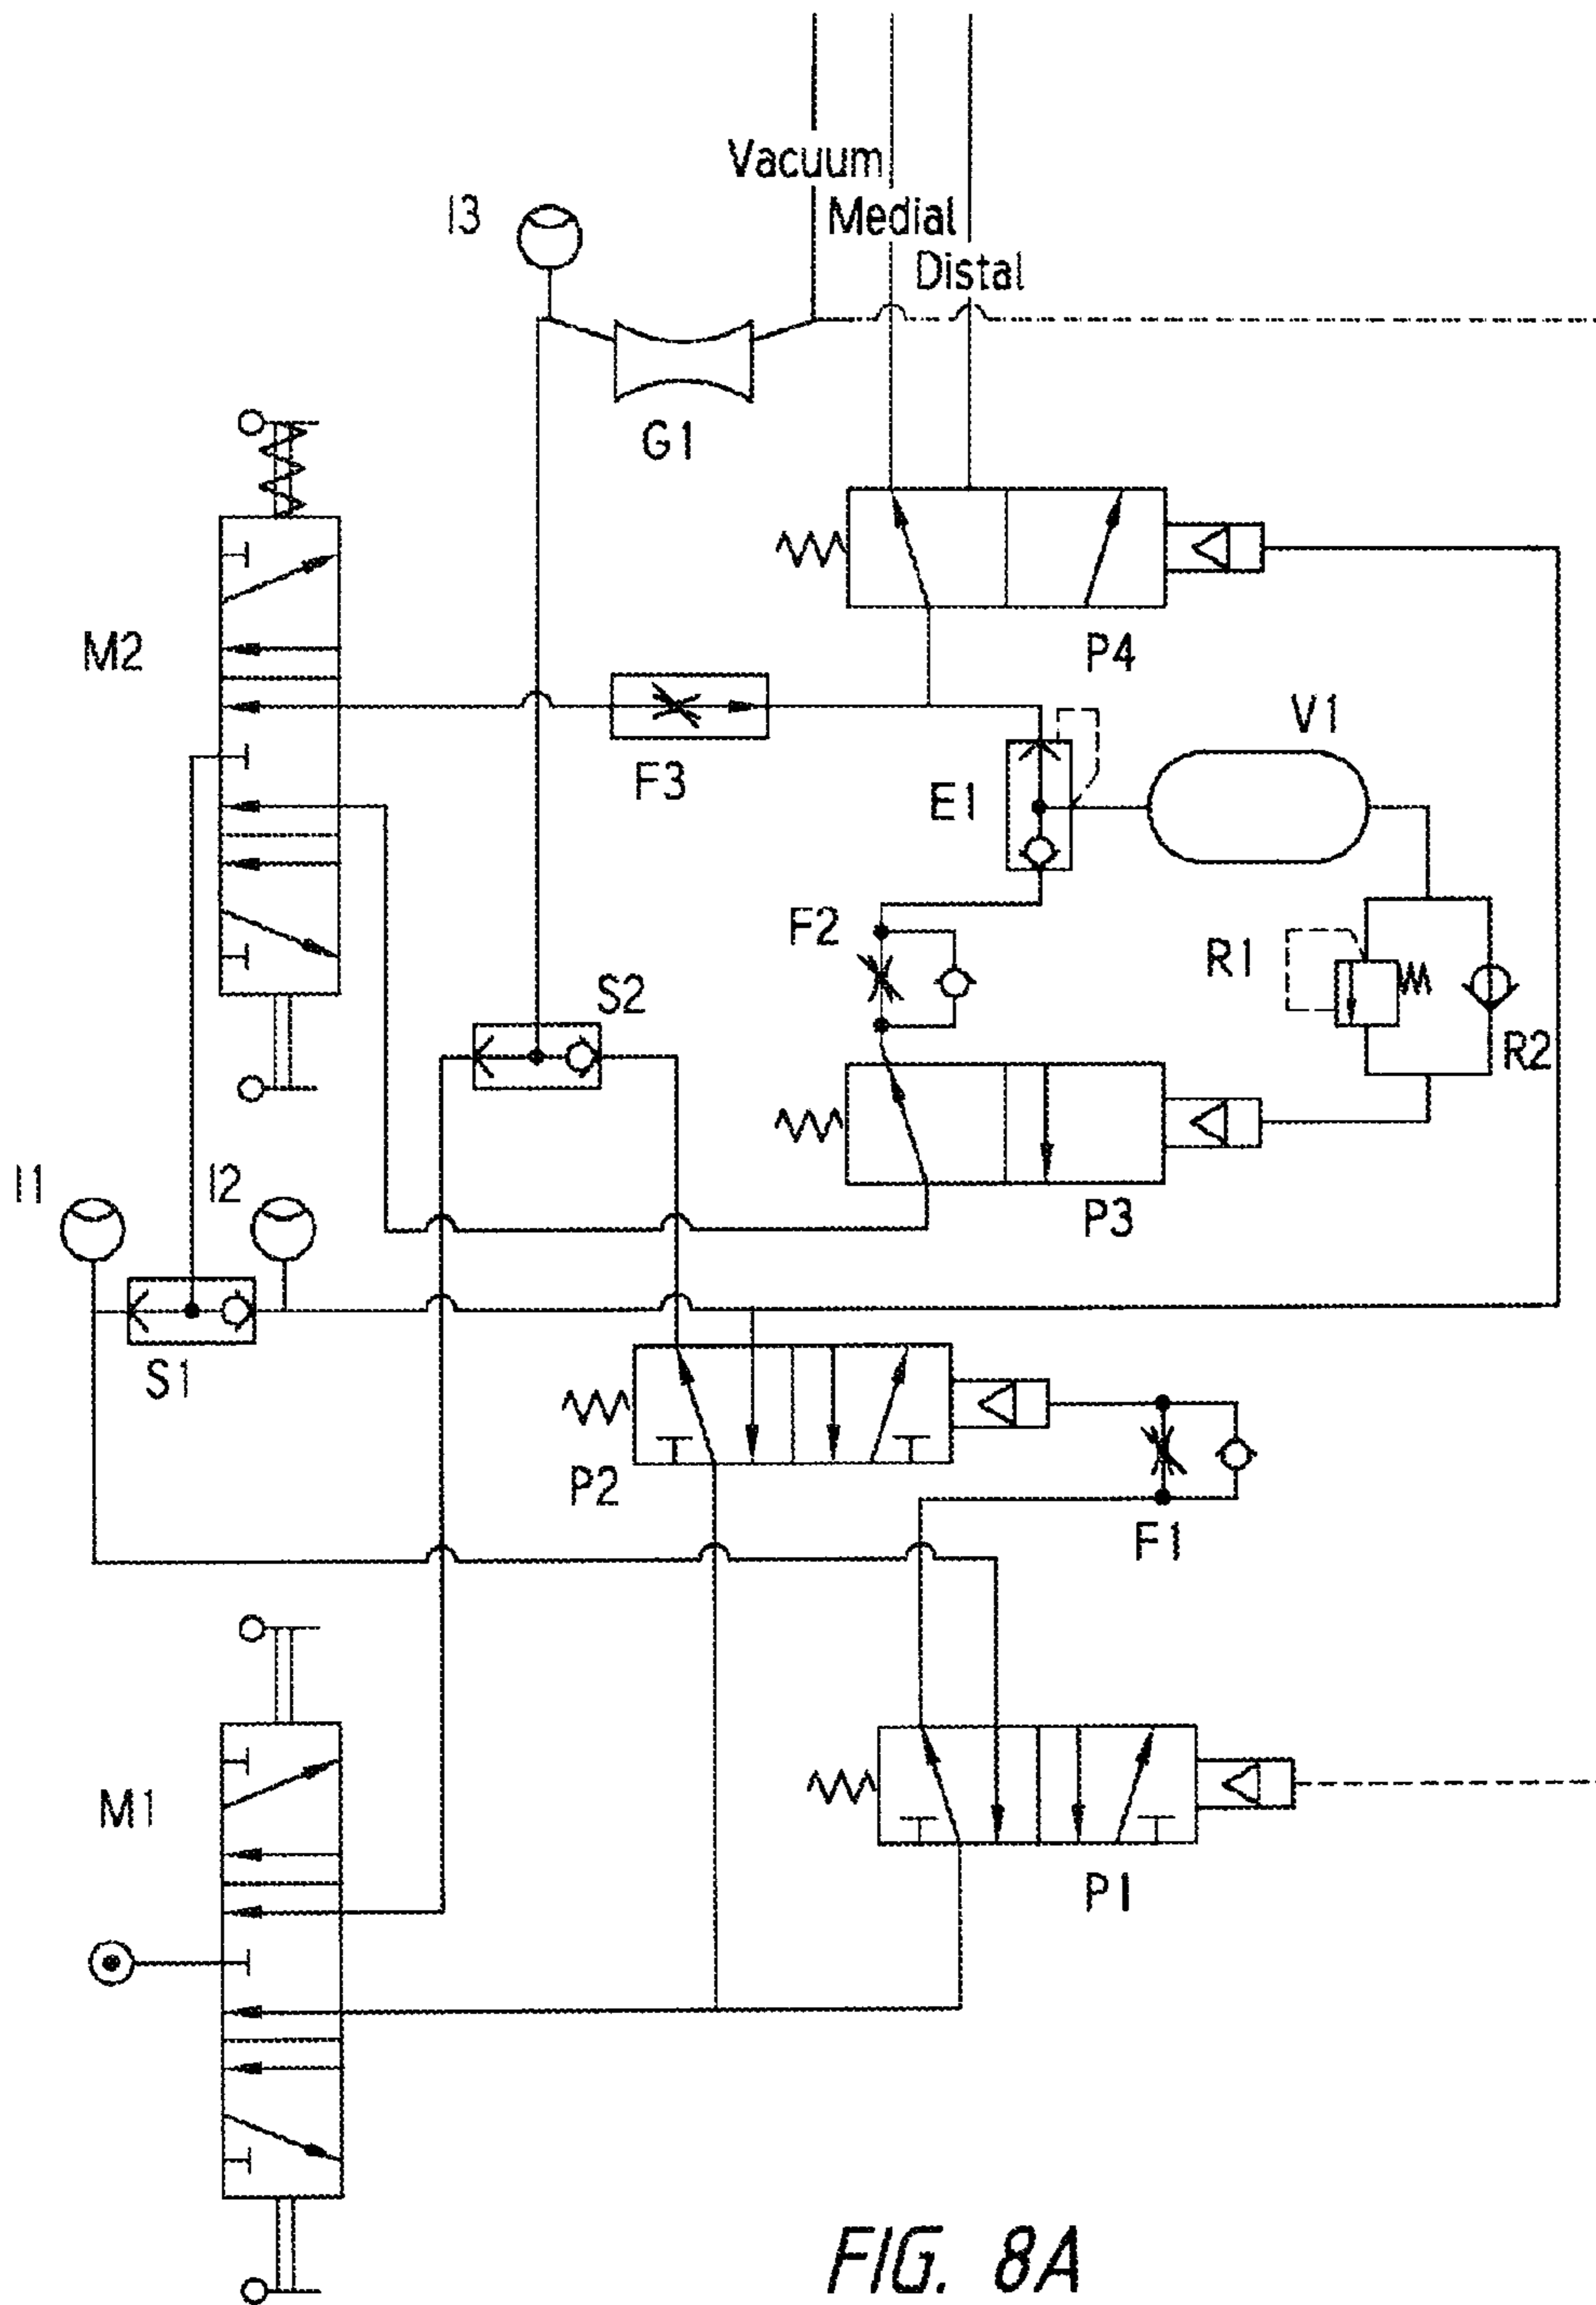 Vacuum
I3
Medial
Distal
G1
M2
P4
V1
F3
E1
F2
R1
S2
R2
I1
I2
P3
S1
P2
F1
M1
P1
FIG. 8A